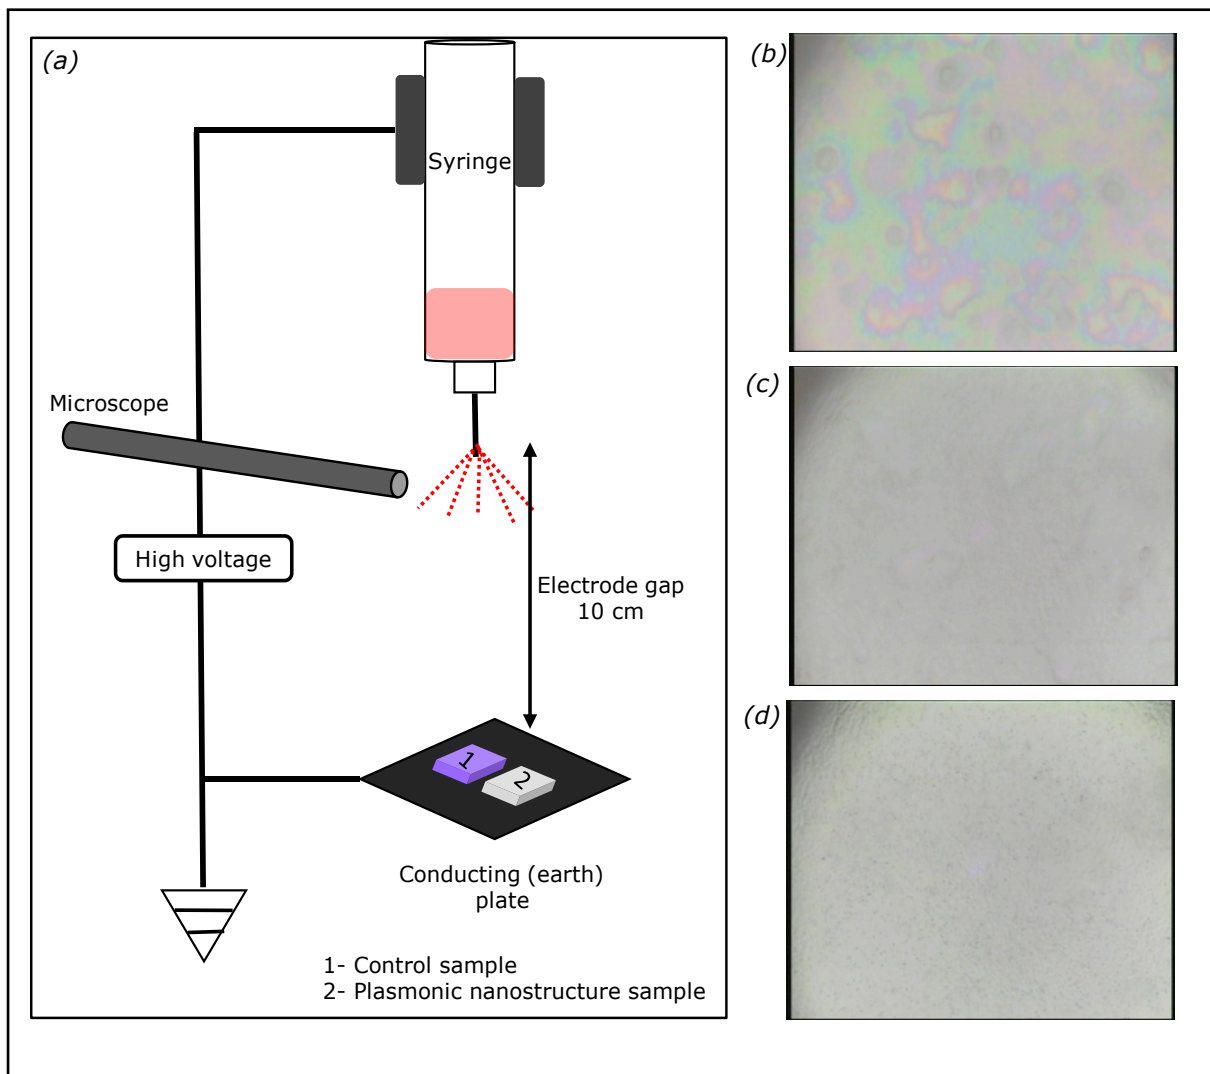 (a)
Syringe
Microscope
High voltage
Electrode gap
10 cm
1
2
Conducting (earth)
plate
1- Control sample
2- Plasmonic nanostructure sample
(b)
(c)
(d)